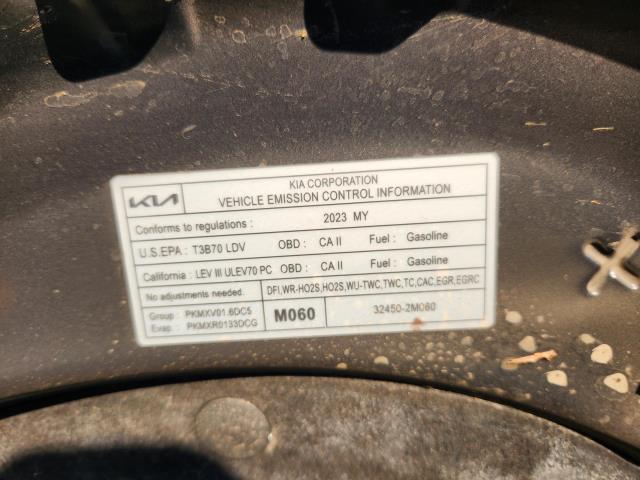 KIA
KIA CORPORATION
VEHICLE EMISSION CONTROL INFORMATION
Conforms to regulations : 2023 MY
U.S.EPA : T3B70 LDV OBD : CA II Fuel : Gasoline
California : LEV III ULEV70 PC OBD : CA II Fuel : Gasoline
No adjustments needed. DFI,WR-HO2S,HO2S,WU-TWC,TWC,TC,CAC,EGR,EGRC
Group : PKMXV01.6DC5
Evap. : PKMXR0133DCG
M060
32450-2M060